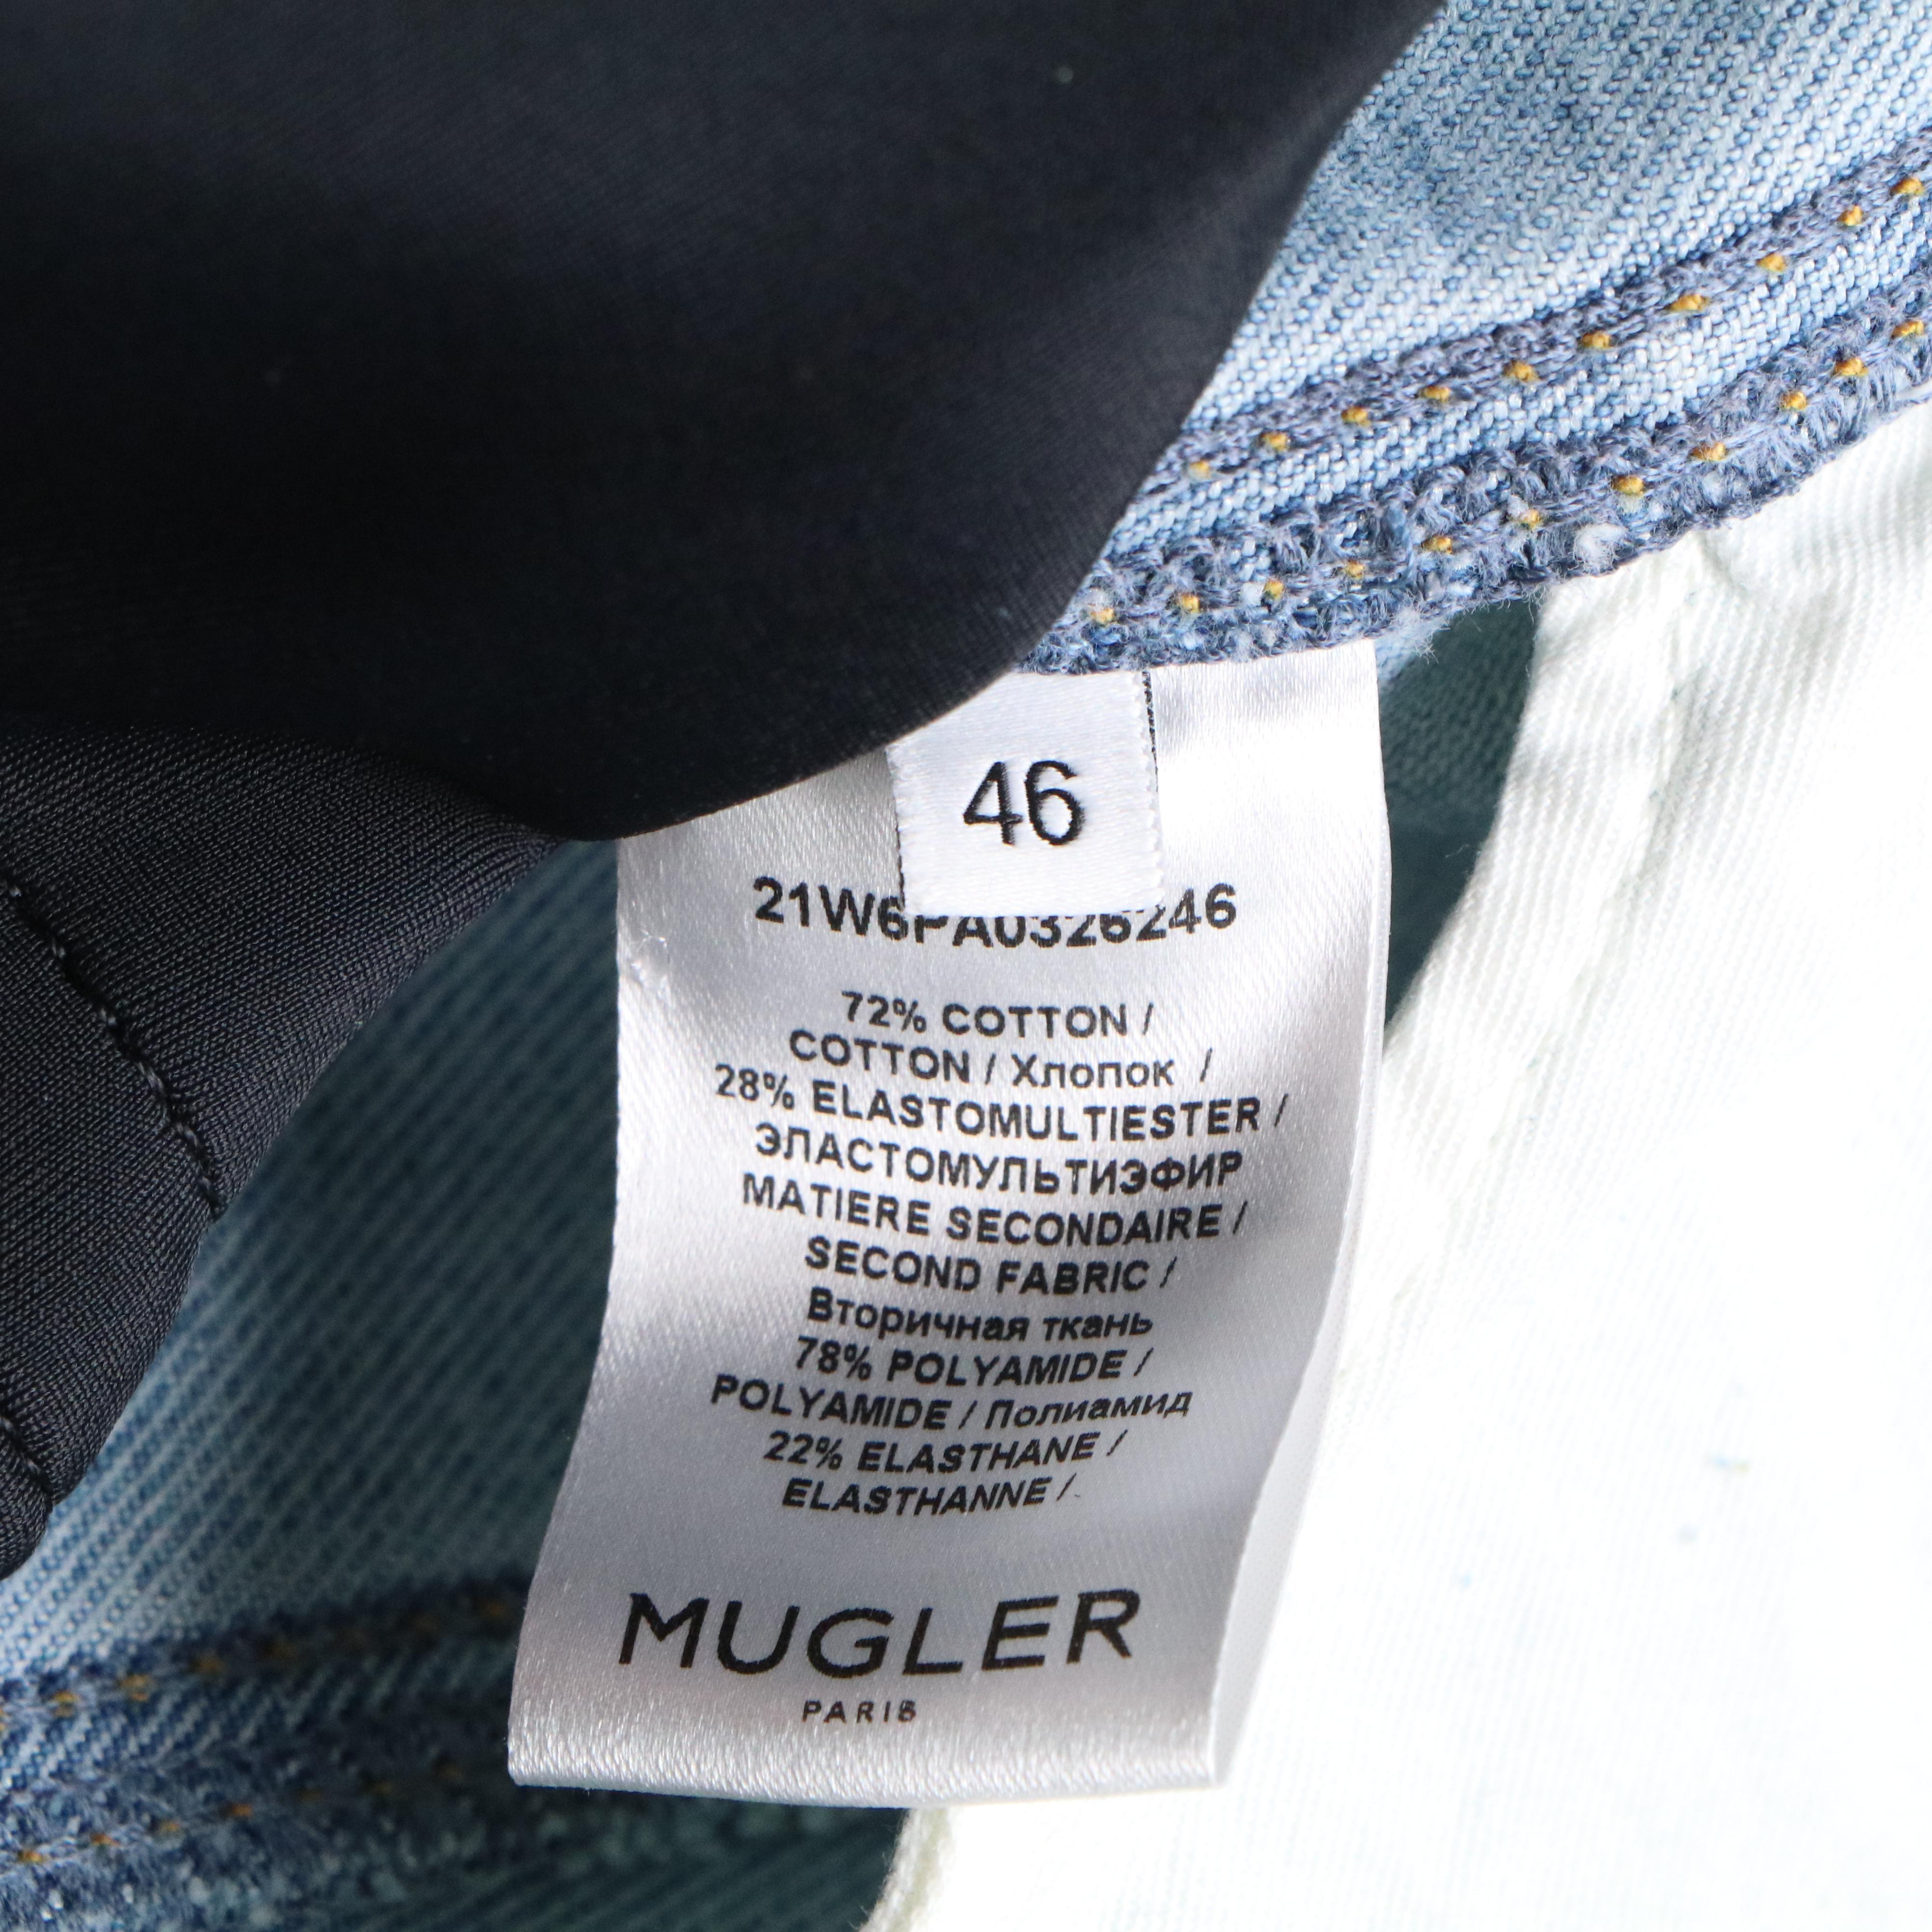 46
21W6PA0326246
72% COTTON /
COTTON / Хлопок /
28% ELASTOMULTIESTER /
ЭЛАСТОМУЛЬТИЭФИР
MATIERE SECONDAIRE /
SECOND FABRIC /
Вторичная ткань
78% POLYAMIDE /
POLYAMIDE / Полиамид
22% ELASTHANE /
ELASTHANNE /
MUGLER
PARIS